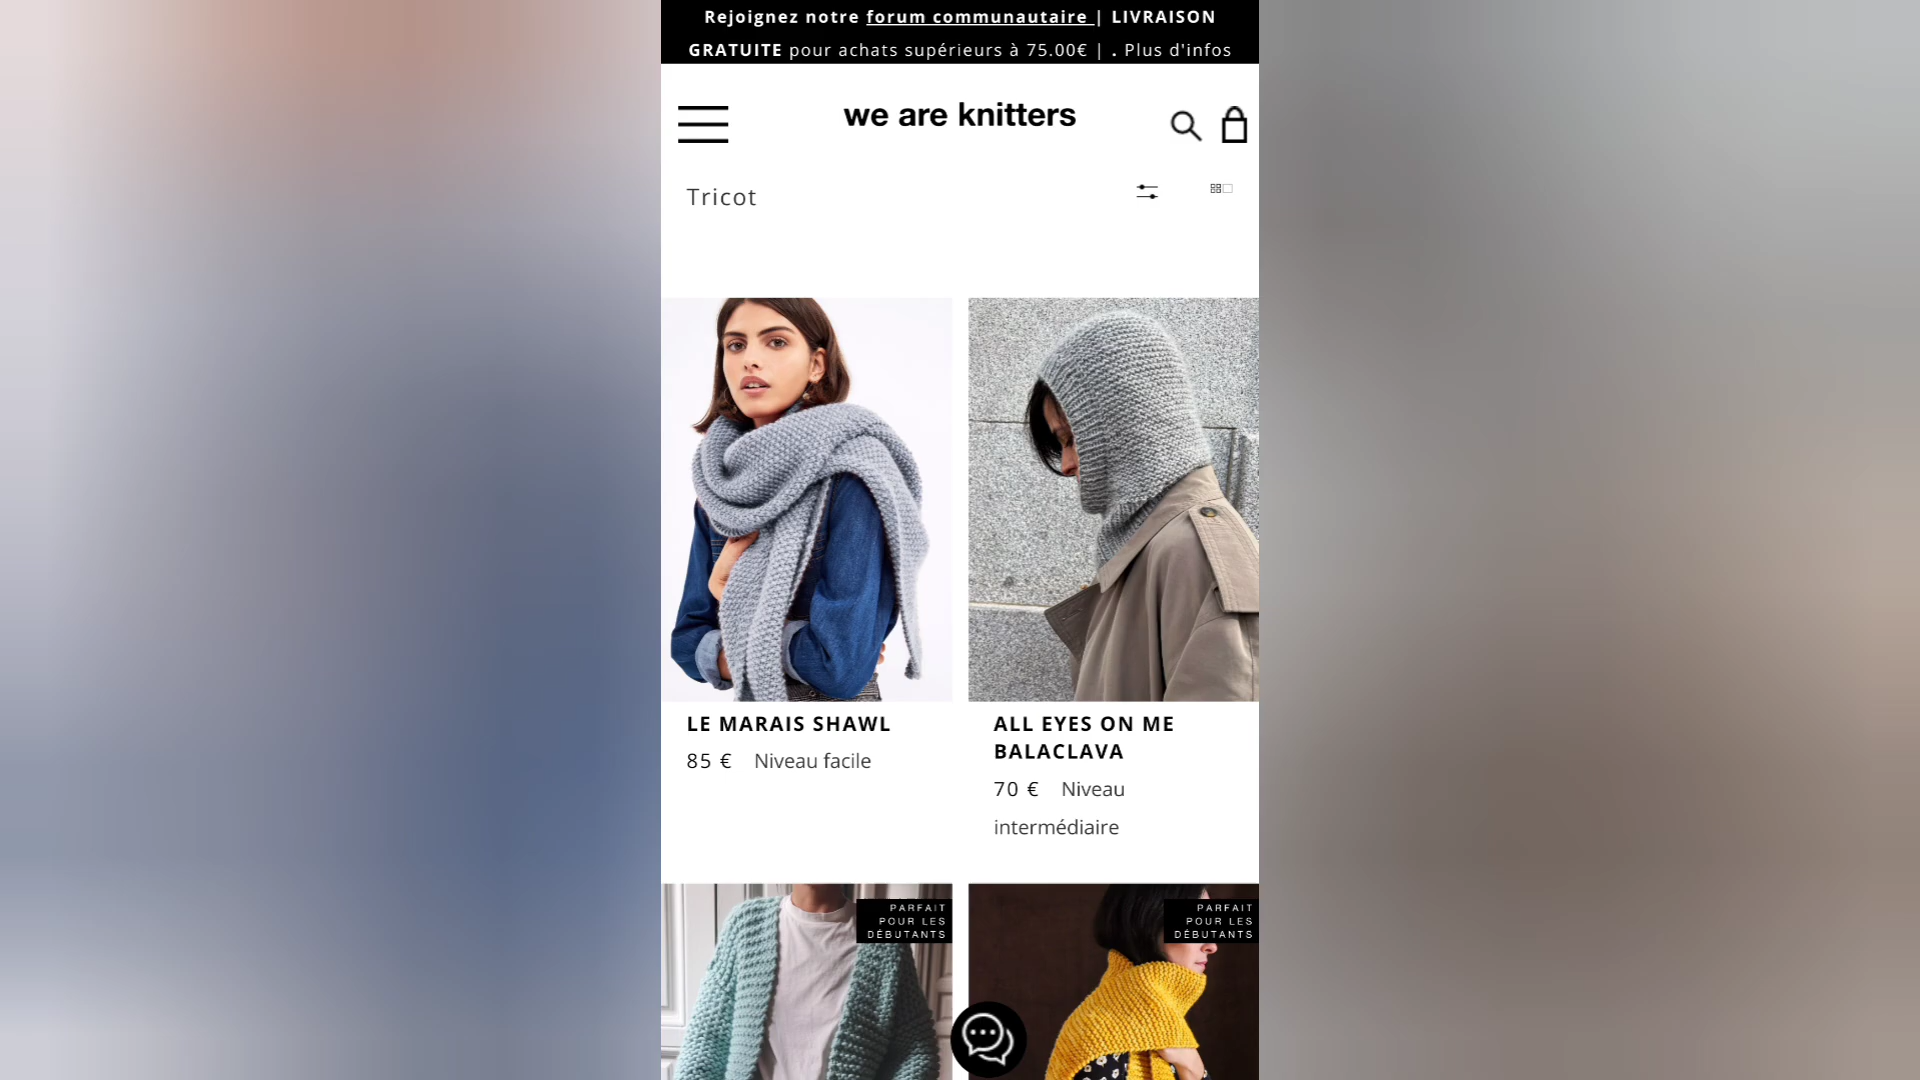 Rejoignez notre forum communautaire | LIVRAISON
GRATUITE pour achats supérieurs à 75.00€ | . Plus d'infos
we are knitters
Tricot
LE MARAIS SHAWL
85 € Niveau facile
ALL EYES ON ME
BALACLAVA
70 € Niveau
intermédiaire
PARFAIT
POUR LES
DÉBUTANTS
PARFAIT
POUR LES
DÉBUTANTS